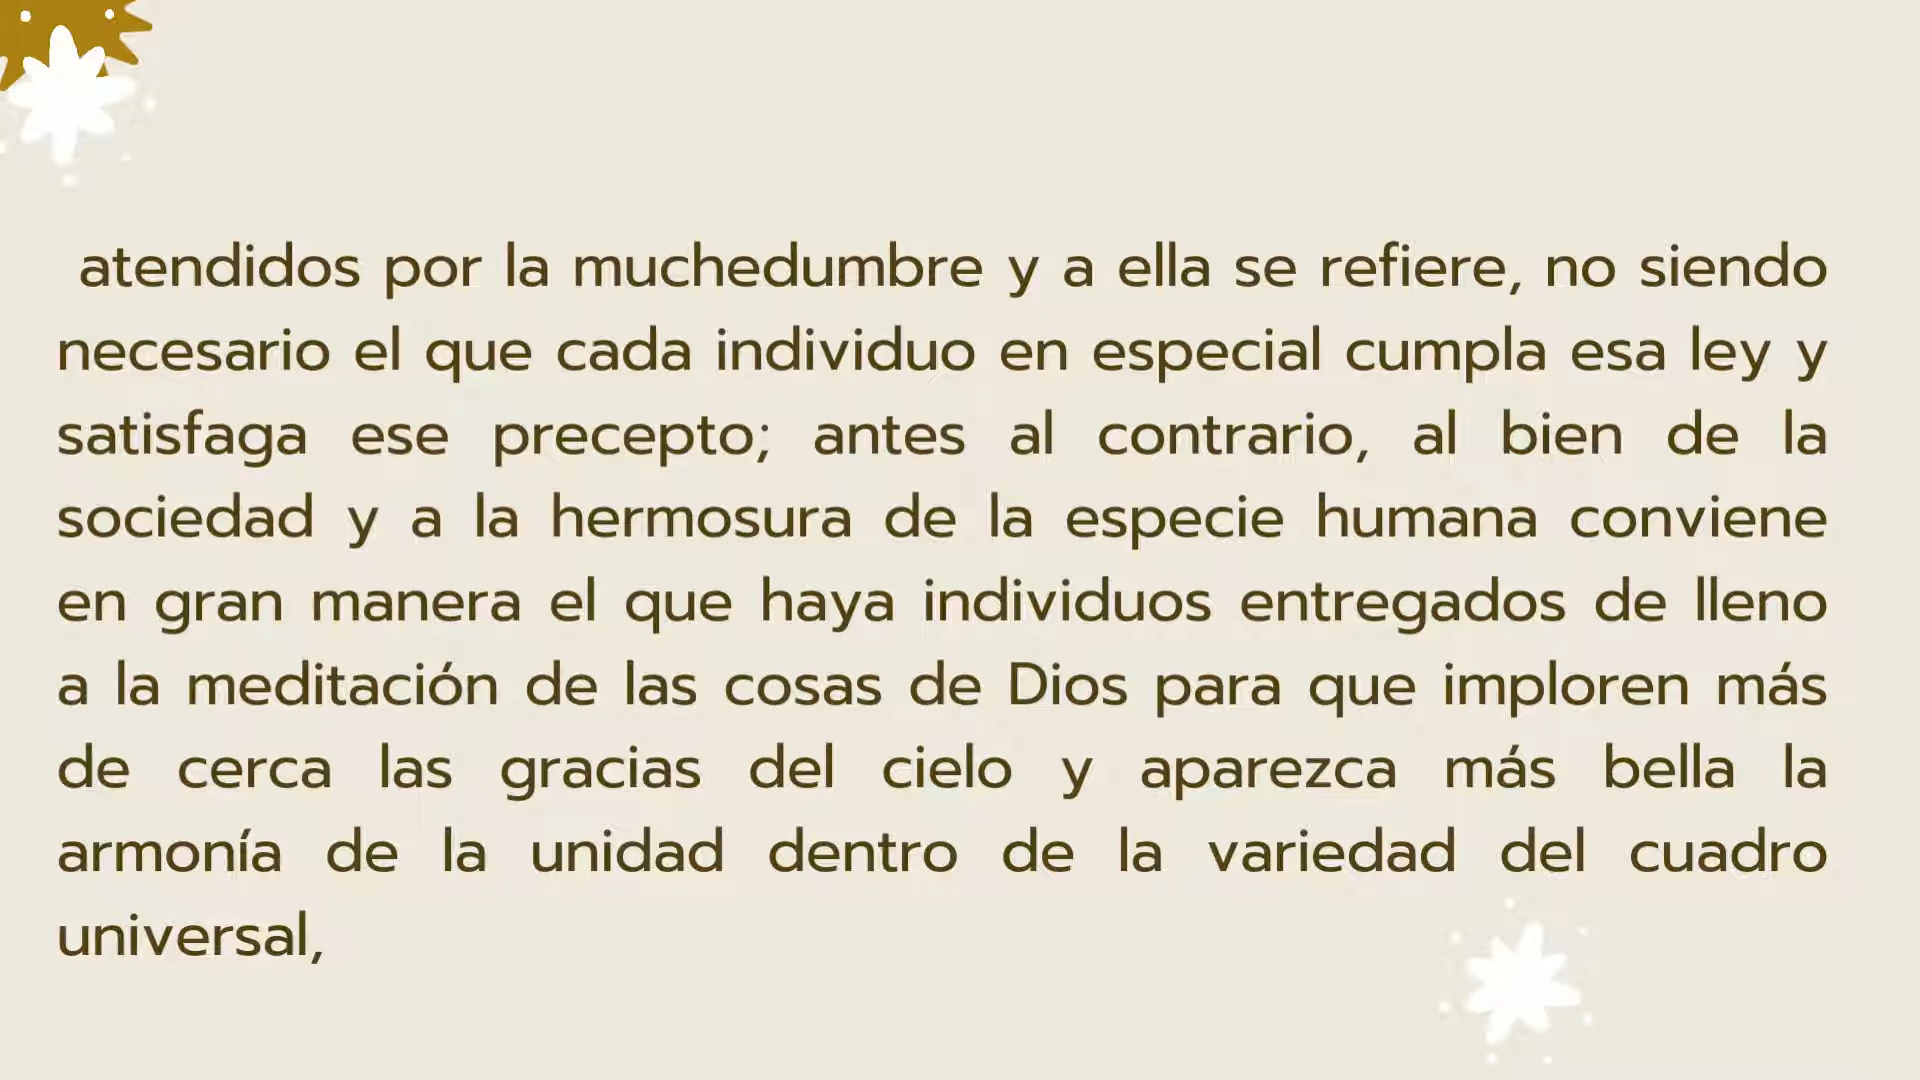 atendidos por la muchedumbre y a ella se refiere, no siendo
necesario el que cada individuo en especial cumpla esa ley y
satisfaga ese precepto; antes al contrario, al bien de la
sociedad y a la hermosura de la especie humana conviene
en gran manera el que haya individuos entregados de lleno
a la meditación de las cosas de Dios para que imploren más
de cerca las gracias del cielo y aparezca más bella la
armonía de la unidad dentro de la variedad del cuadro
universal,